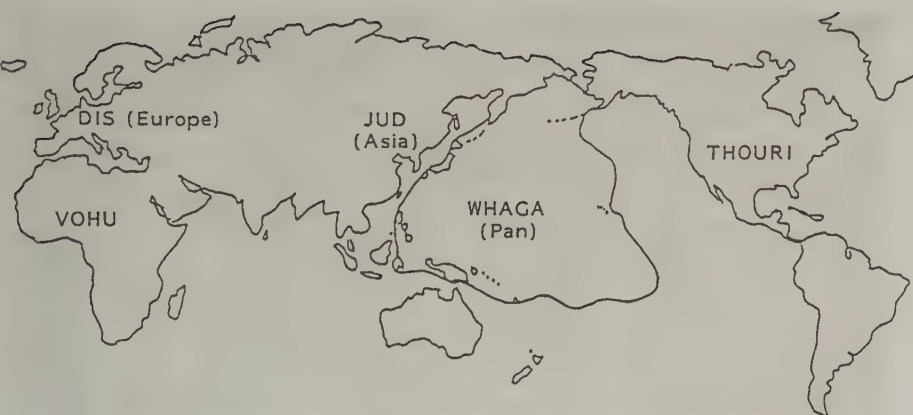 DIS (Europe)
JUD
(Asia)
THOURI
VOHU
WHAGA
(Pan)